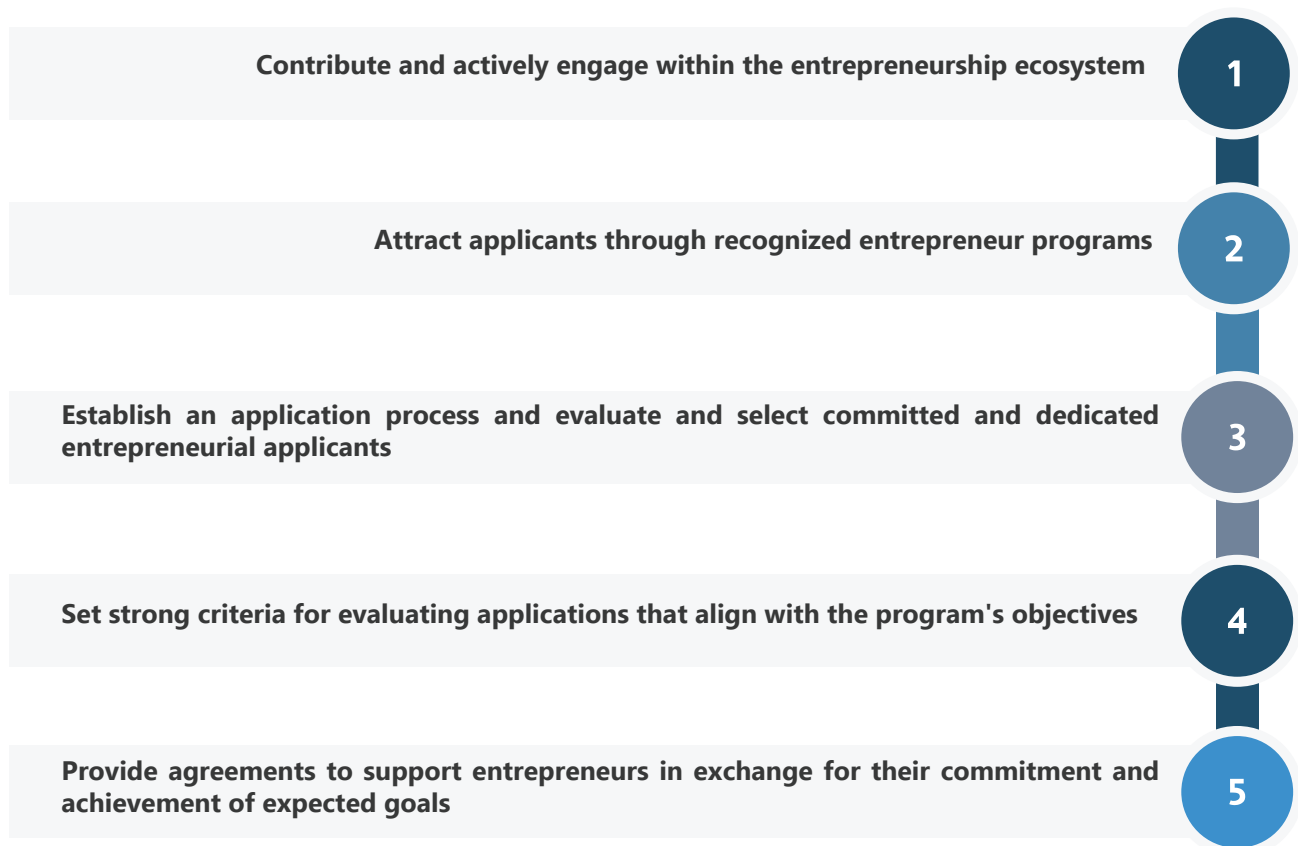 Contribute and actively engage within the entrepreneurship ecosystem
1
Attract applicants through recognized entrepreneur programs
2
Establish an application process and evaluate and select committed and dedicated
entrepreneurial applicants
3
Set strong criteria for evaluating applications that align with the program's objectives
4
Provide agreements to support entrepreneurs in exchange for their commitment and
achievement of expected goals
5